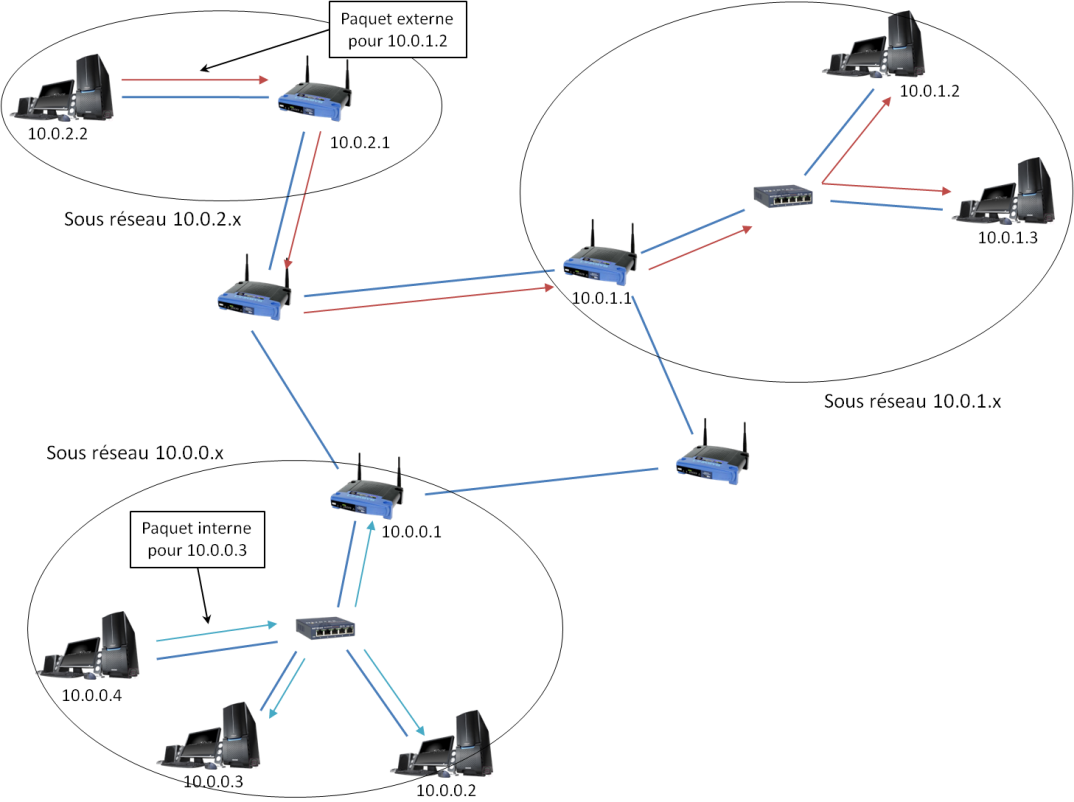 Paquet externe
pour 10.0.1.2
10.0.2.2
10.0.2.1
Sous réseau 10.0.2.x
10.0.1.2
10.0.1.3
10.0.1.1
Sous réseau 10.0.1.x
Sous réseau 10.0.0.x
10.0.0.1
Paquet interne
pour 10.0.0.3
10.0.0.4
10.0.0.3
10.0.0.2